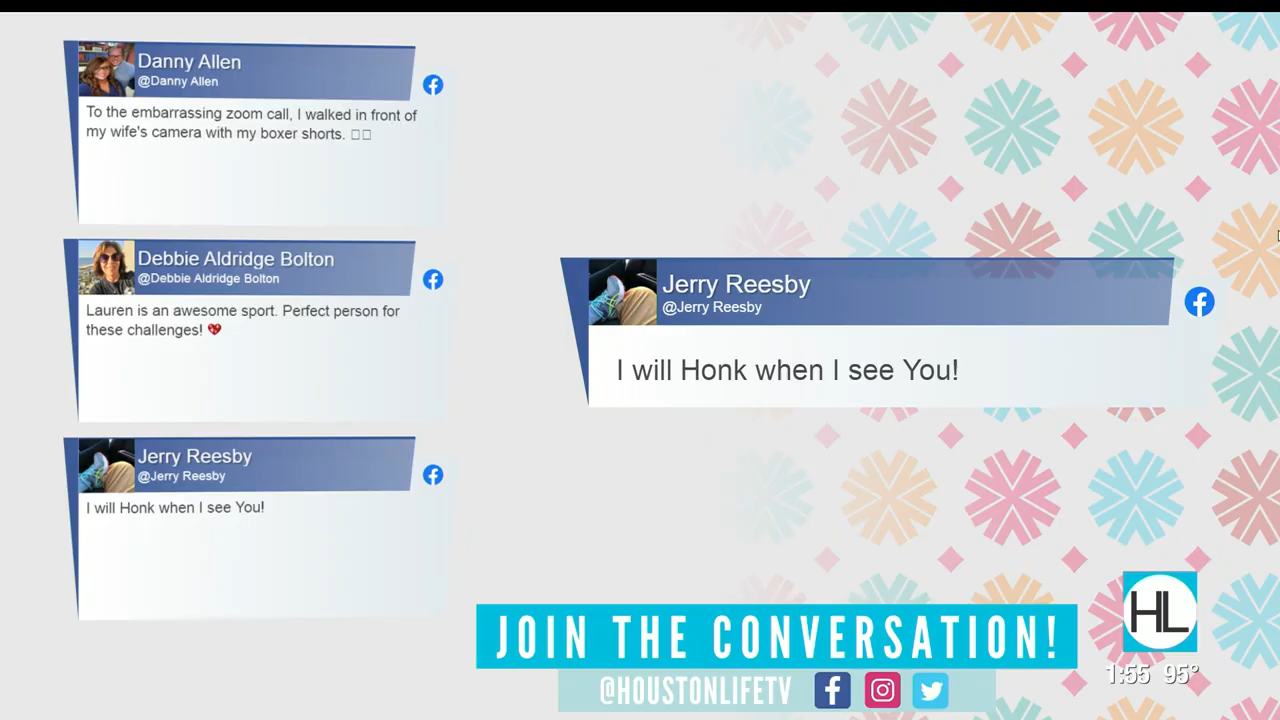 Danny Allen
@Danny Allen
To the embarrassing zoom call, I walked in front of
my wife's camera with my boxer shorts. □□
Debbie Aldridge Bolton
@Debbie Aldridge Bolton
Lauren is an awesome sport. Perfect person for
these challenges! 💖
Jerry Reesby
@Jerry Reesby
I will Honk when I see You!
Jerry Reesby
@Jerry Reesby
I will Honk when I see You!
JOIN THE CONVERSATION!
@HOUSTONLIFETV
HL
1:55 95°